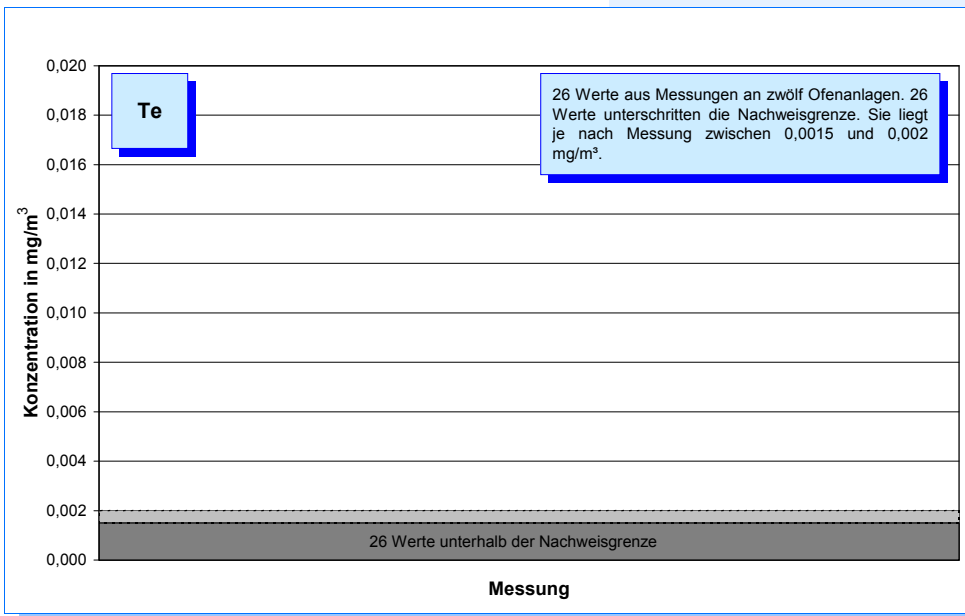 0,020
0,018
0,016
0,014
0,012
0,010
0,008
0,006
0,004
0,002
0,000
Konzentration in mg/m³
Te
26 Werte aus Messungen an zwölf Ofenanlagen. 26
Werte unterschritten die Nachweisgrenze. Sie liegt
je nach Messung zwischen 0,0015 und 0,002
mg/m³.
26 Werte unterhalb der Nachweisgrenze
Messung